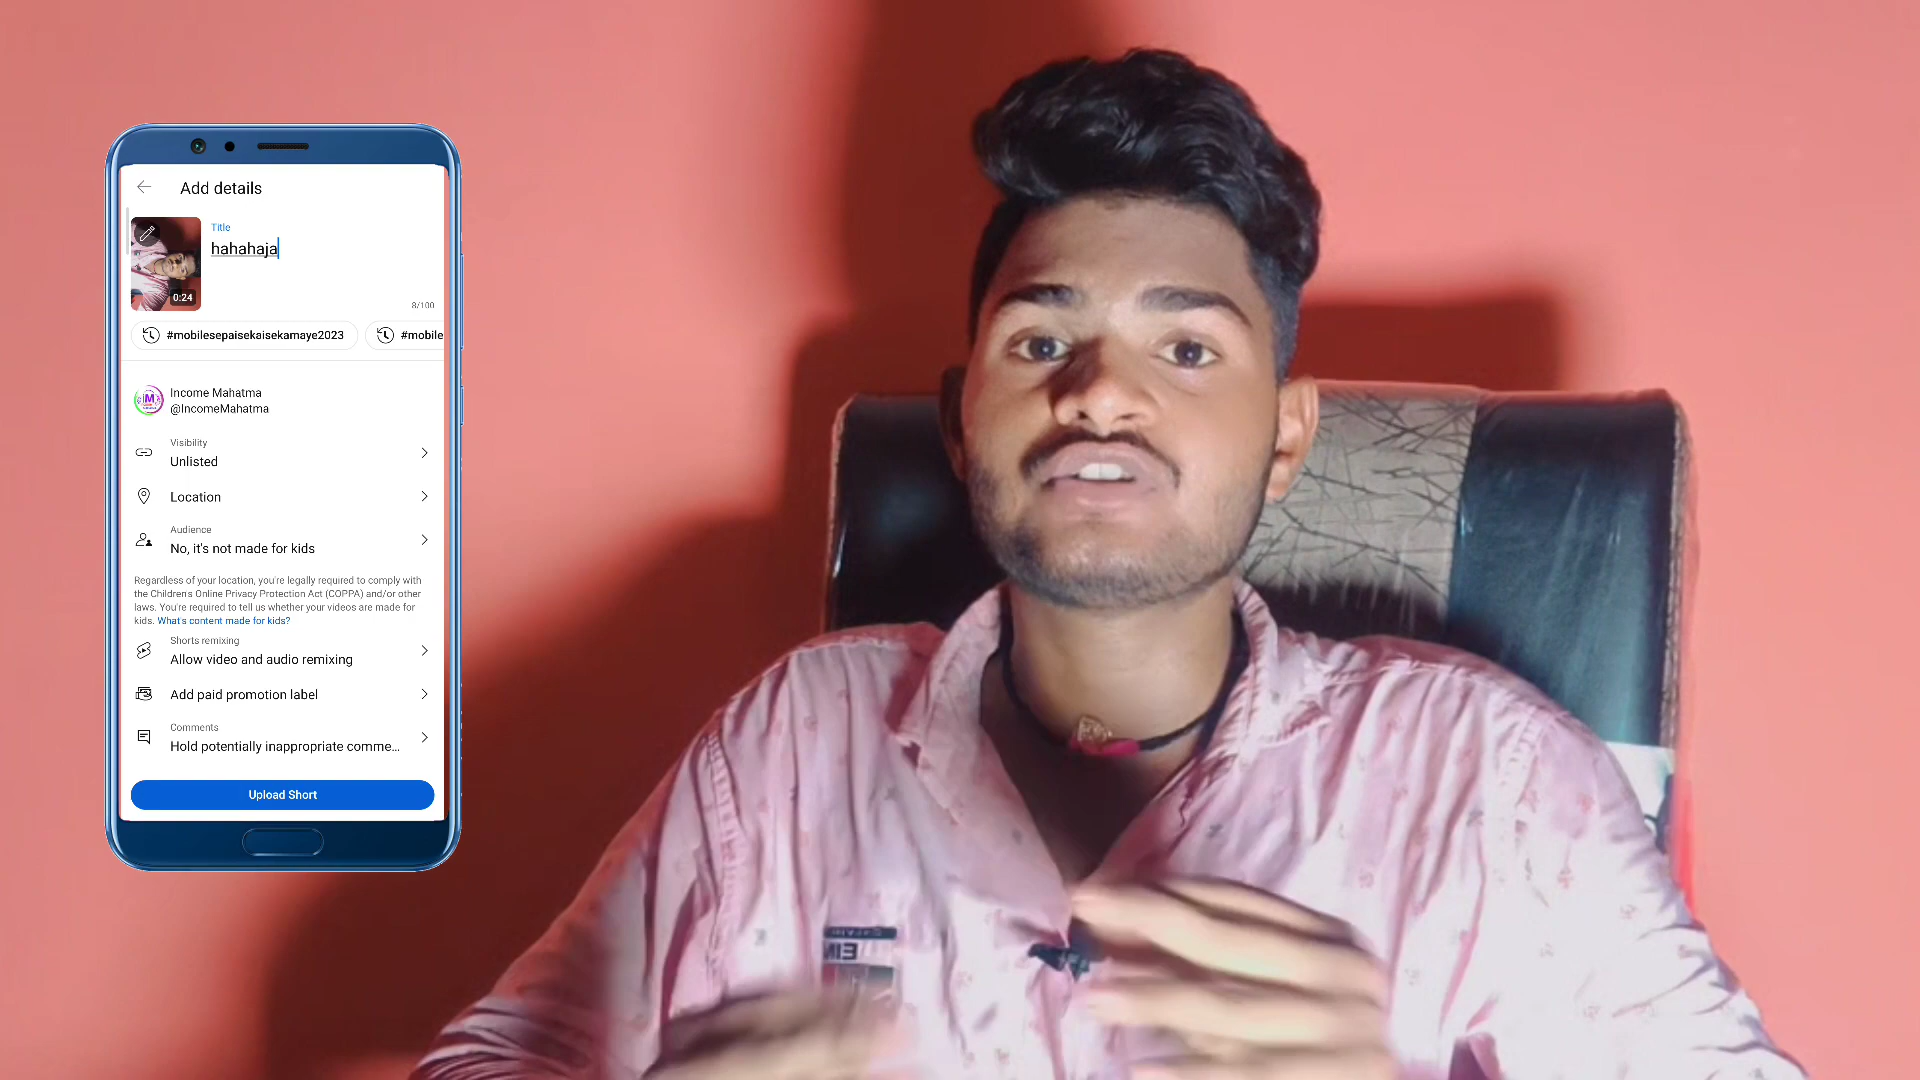 Add details
Title
hahahaja
0:24
8/100
#mobilesepaisekaisekamaye2023
#mobile
iM
Income Mahatma
@IncomeMahatma
Visibility
Unlisted
Location
Audience
No, it's not made for kids
Regardless of your location, you're legally required to comply with
the Children's Online Privacy Protection Act (COPPA) and/or other
laws. You're required to tell us whether your videos are made for
kids. What's content made for kids?
Shorts remixing
Allow video and audio remixing
Add paid promotion label
Comments
Hold potentially inappropriate comme...
Upload Short